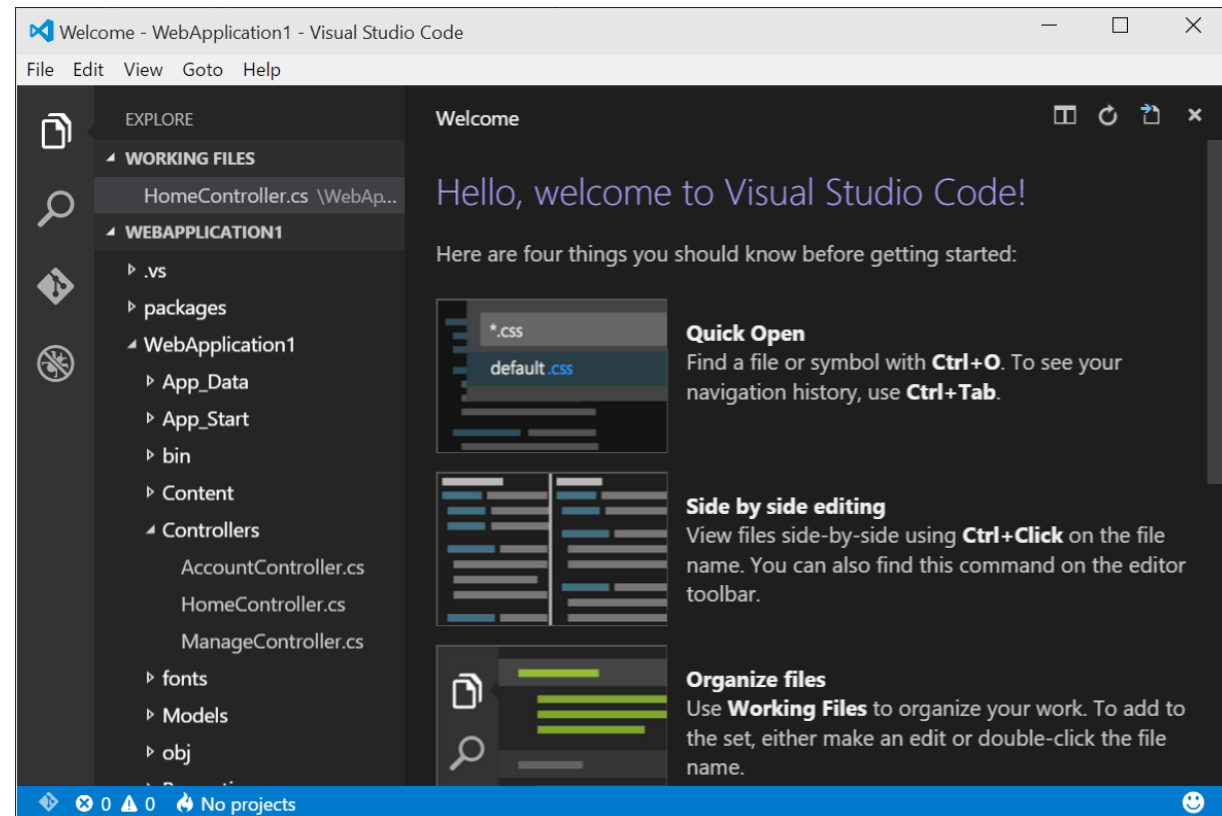 Welcome - WebApplication1 - Visual Studio Code
File Edit View Goto Help
EXPLORE
WORKING FILES
HomeController.cs \WebAp...
WEBAPPLICATION1
.vs
packages
WebApplication1
App_Data
App_Start
bin
Content
Controllers
AccountController.cs
HomeController.cs
ManageController.cs
fonts
Models
obj
Welcome
Hello, welcome to Visual Studio Code!
Here are four things you should know before getting started:
*.css
default.css
Quick Open
Find a file or symbol with Ctrl+O. To see your
navigation history, use Ctrl+Tab.
Side by side editing
View files side-by-side using Ctrl+Click on the file
name. You can also find this command on the editor
toolbar.
Organize files
Use Working Files to organize your work. To add to
the set, either make an edit or double-click the file
name.
0 0 No projects